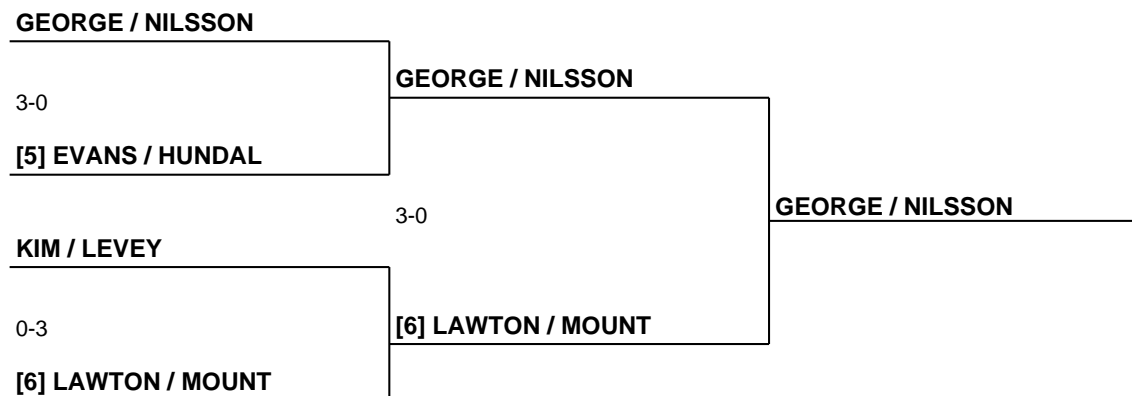 GEORGE / NILSSON
GEORGE / NILSSON
3-0
[5] EVANS / HUNDAL
GEORGE / NILSSON
3-0
KIM / LEVEY
[6] LAWTON / MOUNT
0-3
[6] LAWTON / MOUNT